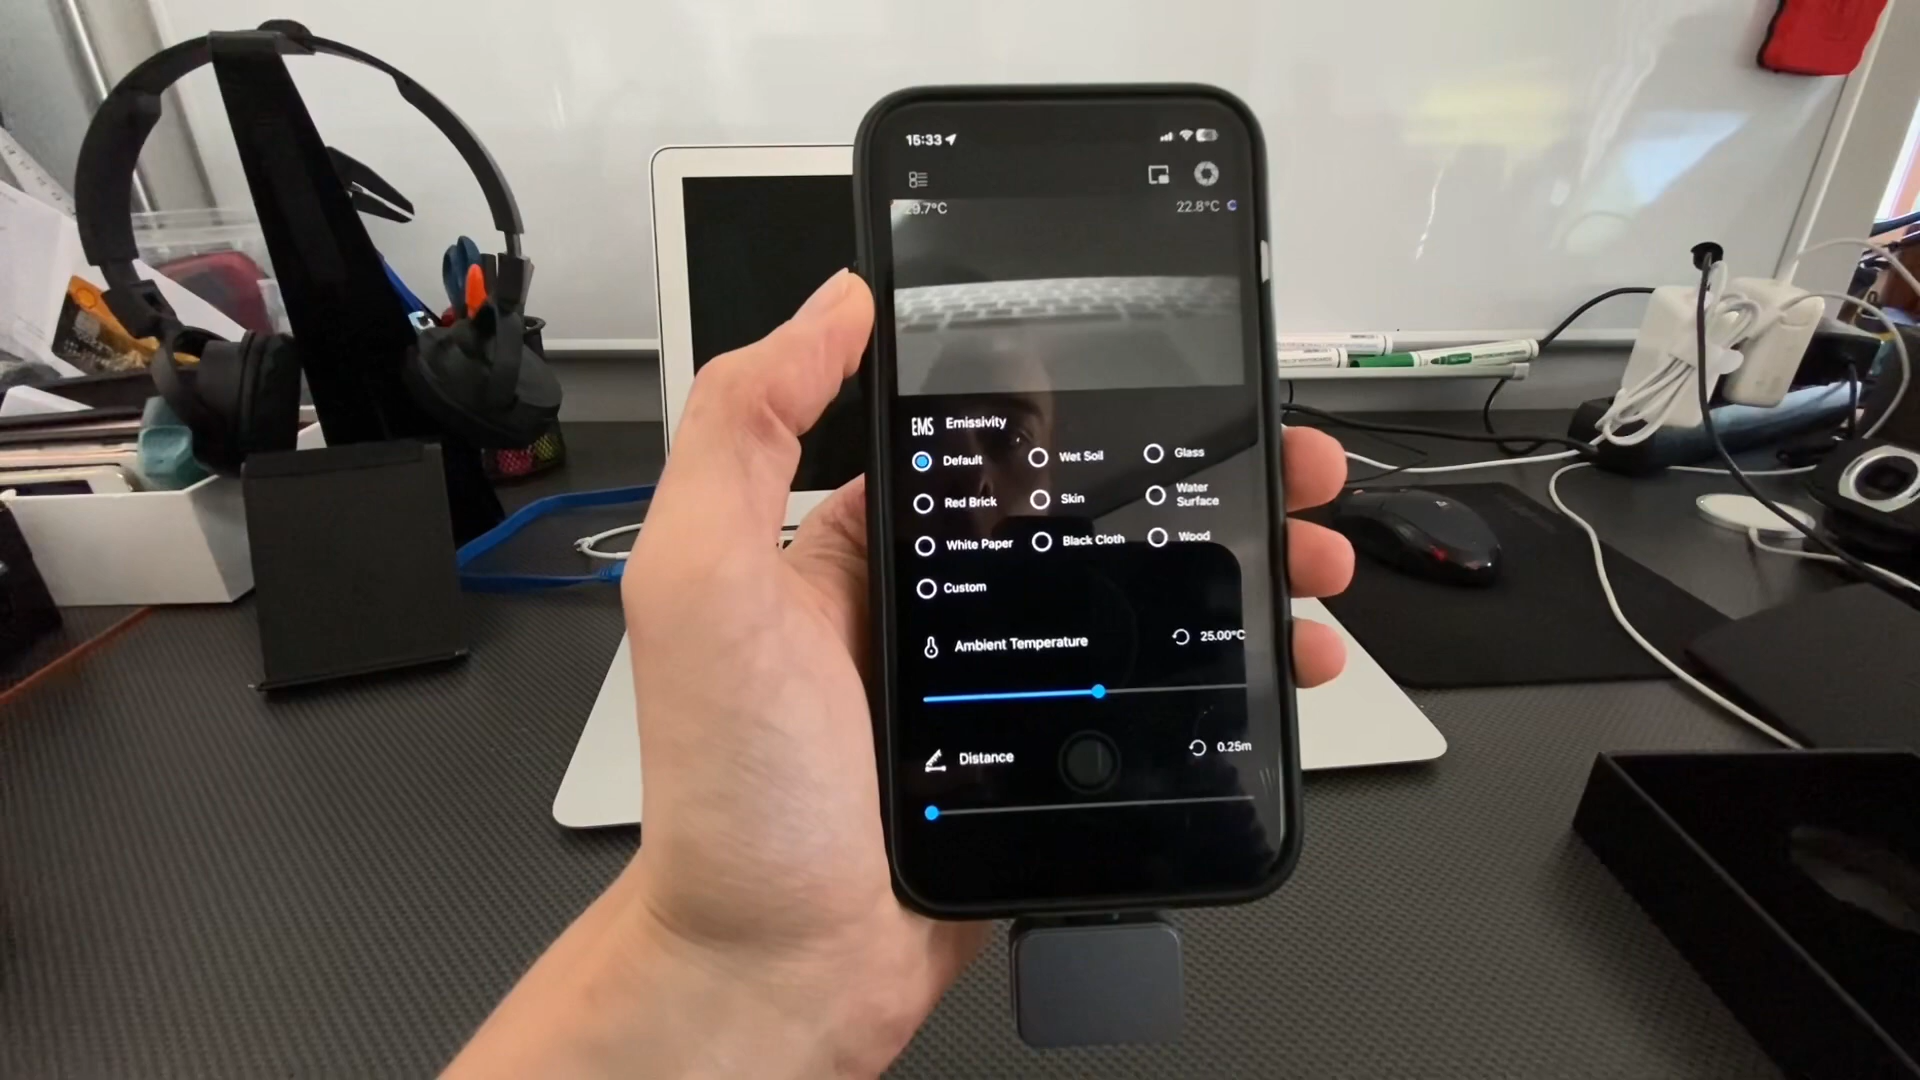 15:33
29.7°C 22.8°C
EMS Emissivity
Default Wet Soil Glass
Red Brick Skin Water Surface
White Paper Black Cloth Wood
Custom
Ambient Temperature 25.00°C
Distance 0.25m